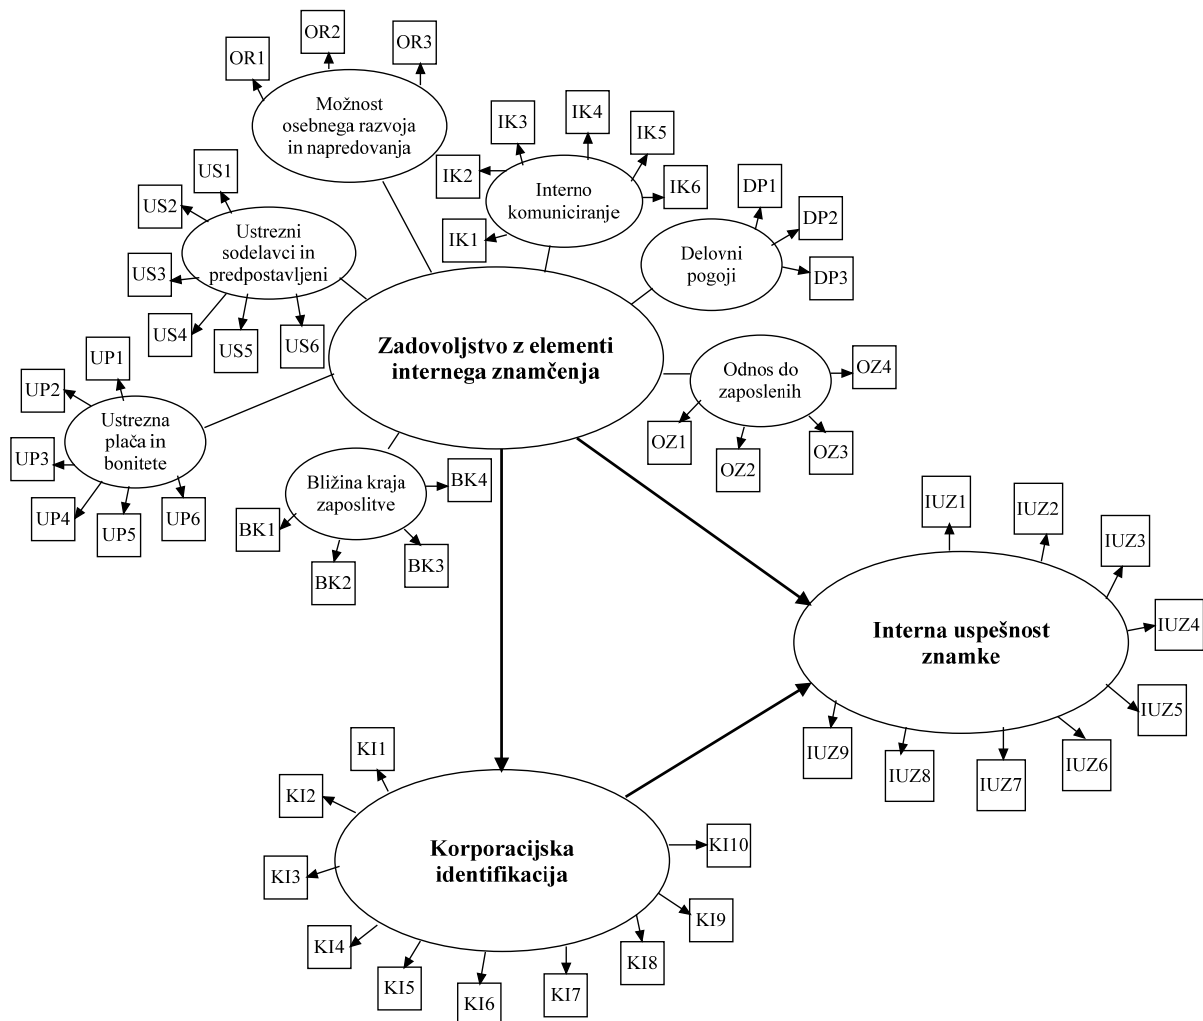 OR1
OR2
OR3
Možnost
osebnega razvoja
in napredovanja
IK1
IK2
IK3
IK4
IK5
IK6
Interno
komuniciranje
DP1
DP2
DP3
Delovni
pogoji
US1
US2
US3
US4
US5
US6
Ustrezni
sodelavci in
predpostavljeni
Zadovoljstvo z elementi
internega znamčenja
Odnos do
zaposlenih
OZ1
OZ2
OZ3
OZ4
UP1
UP2
UP3
UP4
UP5
UP6
Ustrezna
plača in
bonitete
Bližina kraja
zaposlitve
BK1
BK2
BK3
BK4
IUZ1
IUZ2
IUZ3
IUZ4
IUZ5
IUZ6
IUZ7
IUZ8
IUZ9
Interna uspešnost
znamke
KI1
KI2
KI3
KI4
KI5
KI6
KI7
KI8
KI9
KI10
Korporacijska
identifikacija